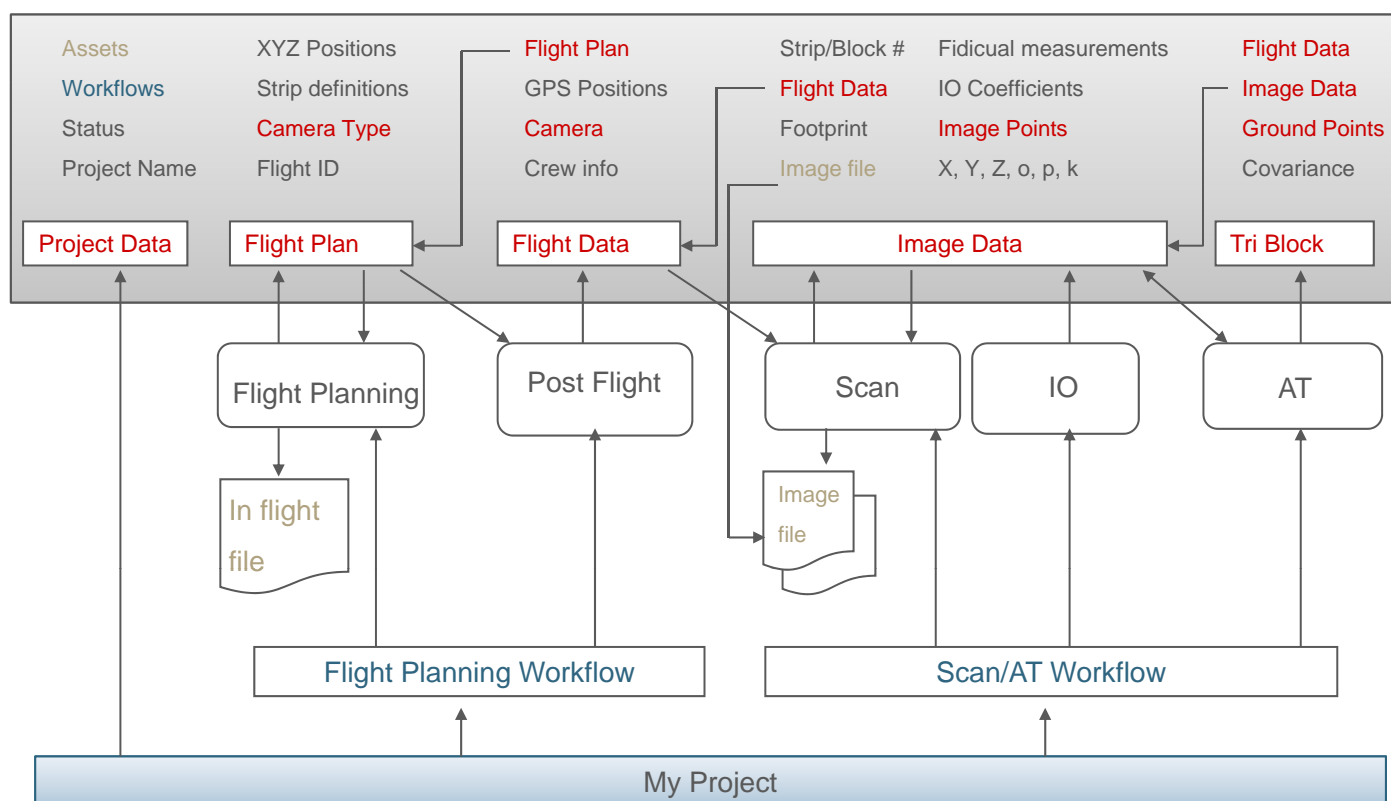 Assets
Workflows
Status
Project Name
XYZ Positions
Strip definitions
Camera Type
Flight ID
Flight Plan
GPS Positions
Camera
Crew info
Strip/Block #
Flight Data
Footprint
Image file
Fidicual measurements
IO Coefficients
Image Points
X, Y, Z, o, p, k
Flight Data
Image Data
Ground Points
Covariance
Project Data
Flight Plan
Flight Data
Image Data
Tri Block
Flight Planning
Post Flight
Scan
IO
AT
In flight
file
Image
file
Flight Planning Workflow
Scan/AT Workflow
My Project